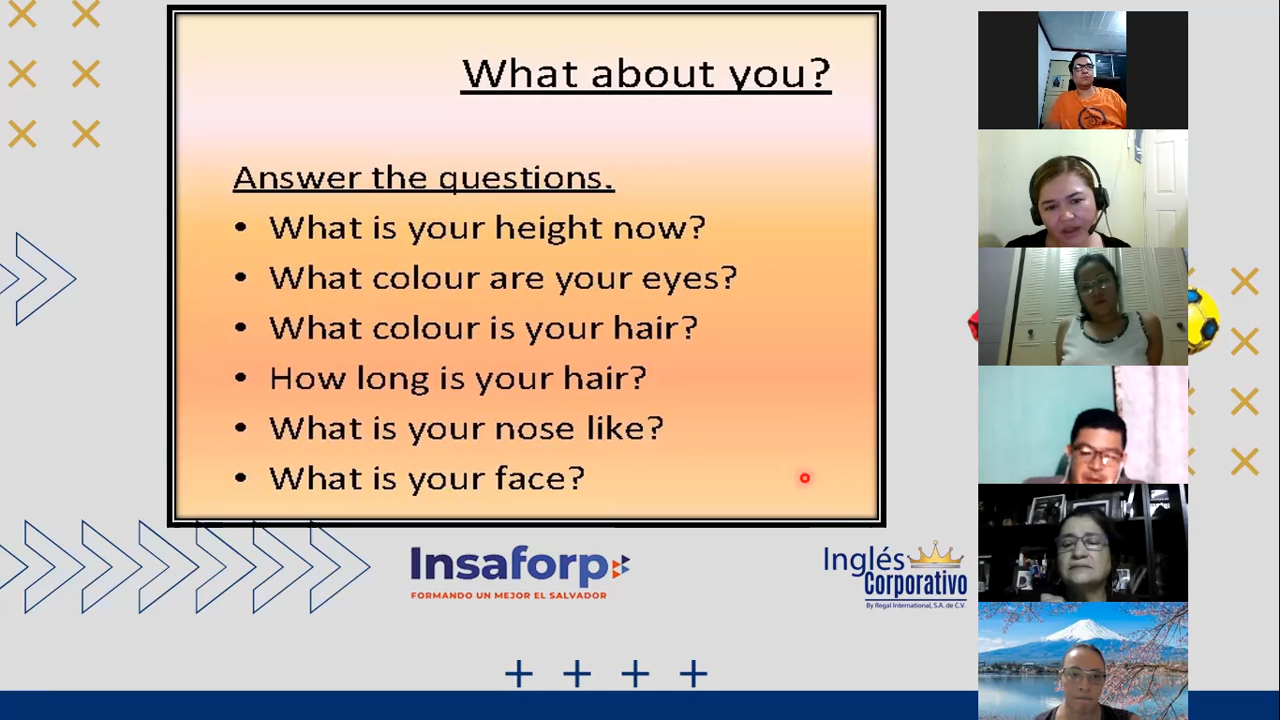 What about you?
Answer the questions.
• What is your height now?
• What colour are your eyes?
• What colour is your hair?
• How long is your hair?
• What is your nose like?
• What is your face?
Insaforp
FORMANDO UN MEJOR EL SALVADOR
Inglés
Corporativo
By Regal International, S.A. de C.V.